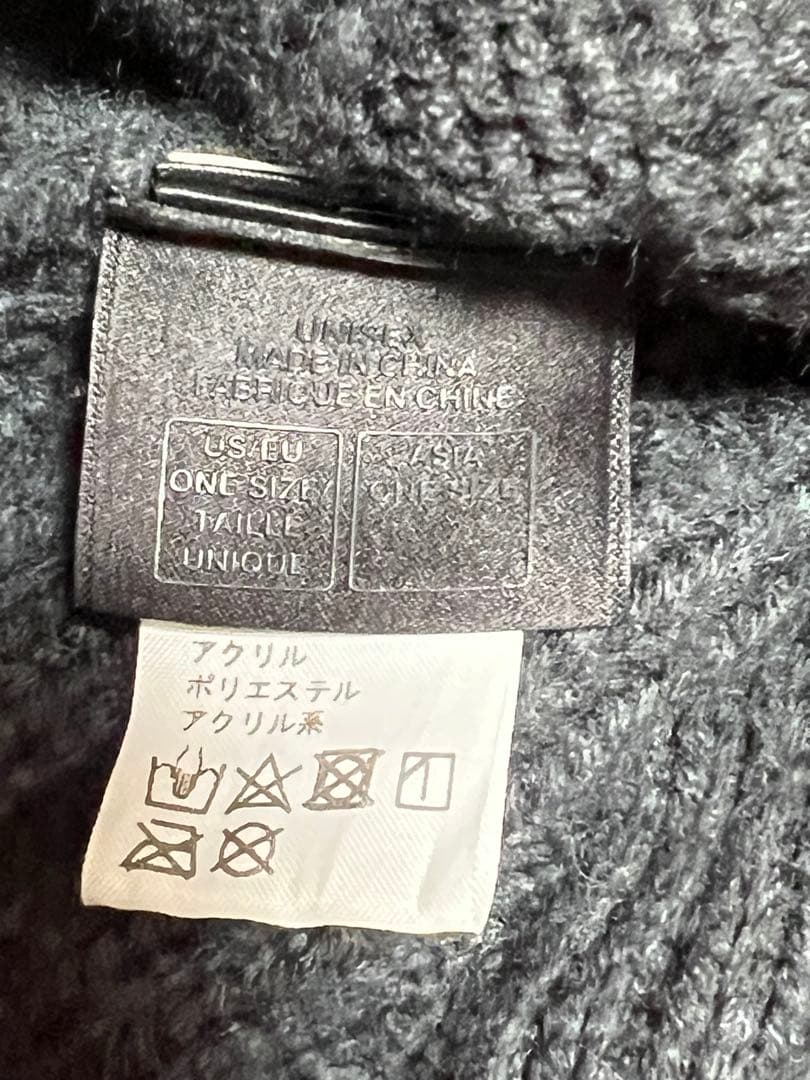 UNISEX
MADE IN CHINA
FABRIQUE EN CHINE
US/EU
ONE SIZE/
TAILLE
UNIQUE
ASIA
ONE SIZE
アクリル
ポリエステル
アクリル系